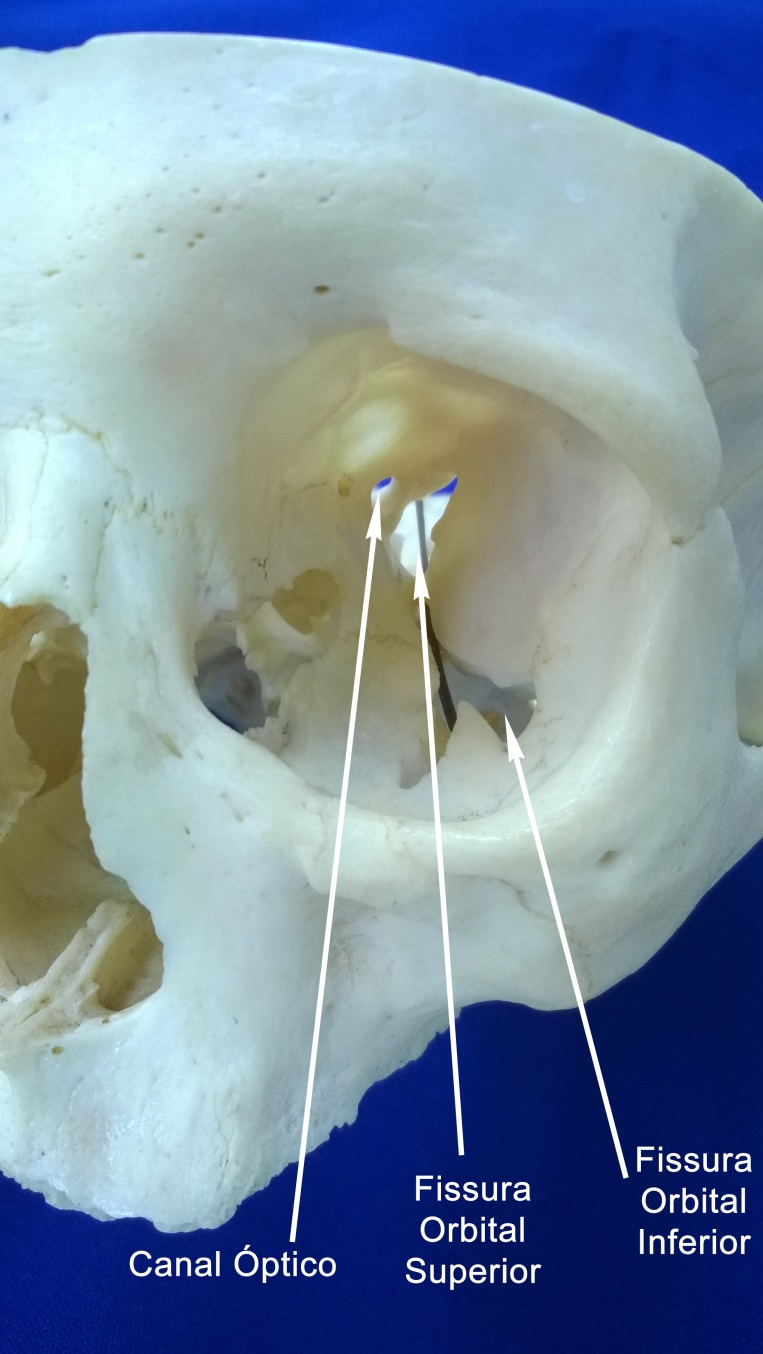 Canal Óptico
Fissura
Orbital
Superior
Fissura
Orbital
Inferior